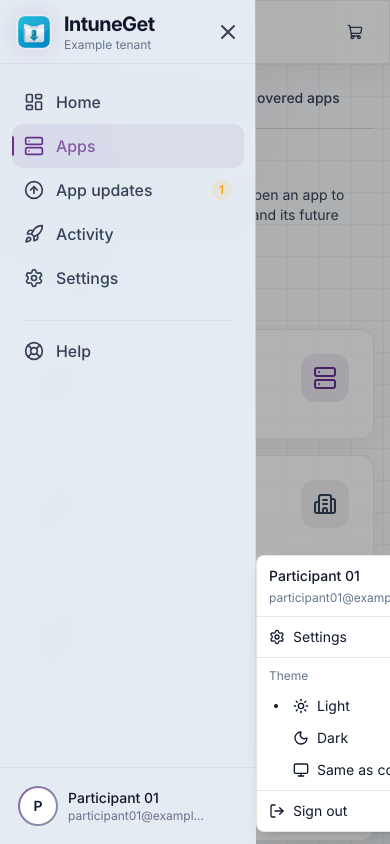 IntuneGet
Example tenant
Home
Apps
App updates
1
Activity
Settings
Help
P
Participant 01
participant01@exampl...
overed apps
pen an app to
and its future
Participant 01
participant01@examp
Settings
Theme
Light
Dark
Same as co
Sign out